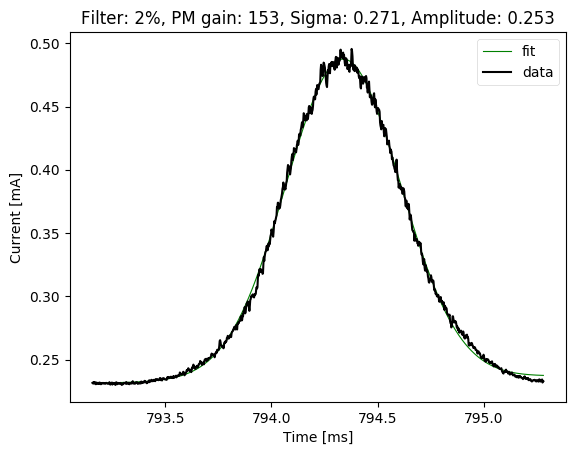 Filter: 2%, PM gain: 153, Sigma: 0.271, Amplitude: 0.253
fit
data
0.50
0.45
0.40
0.35
0.30
0.25
Current [mA]
793.5 794.0 794.5 795.0
Time [ms]